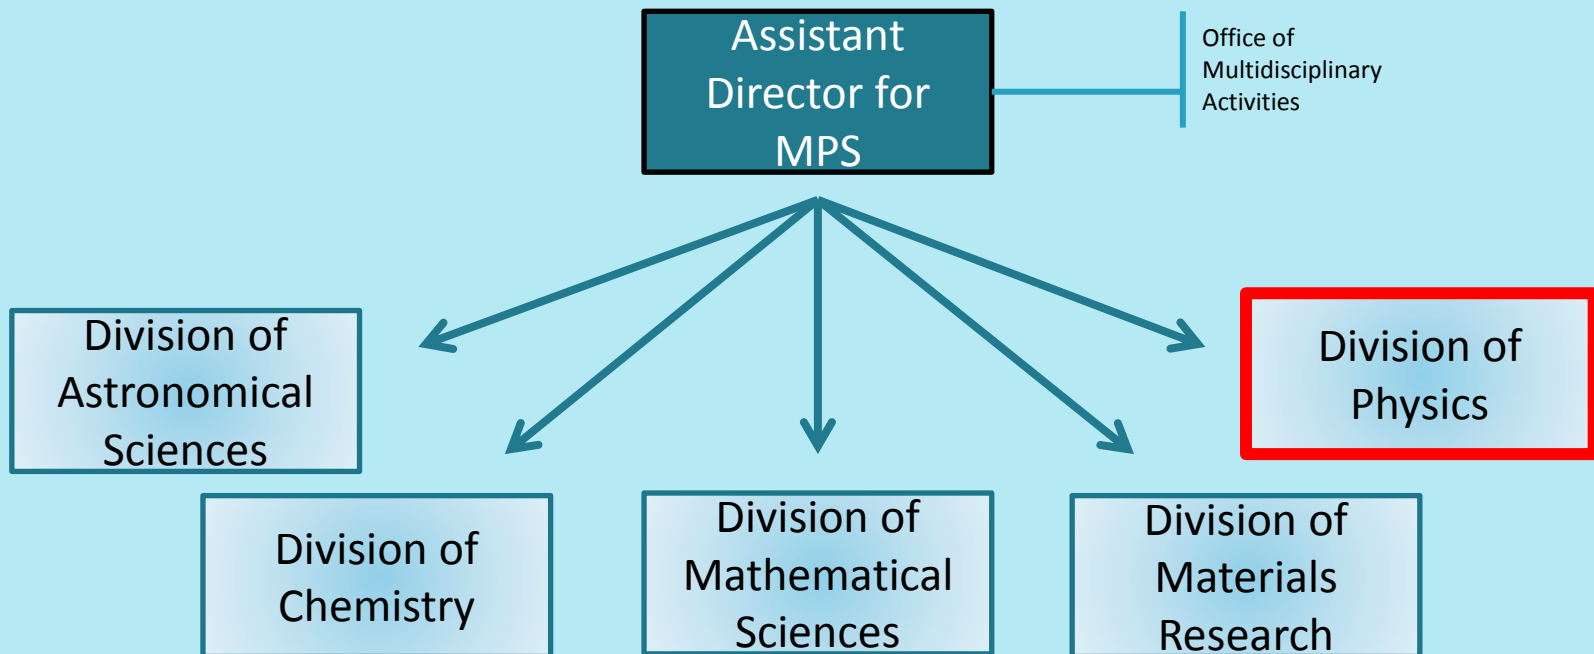 Assistant
Director for
MPS
Office of
Multidisciplinary
Activities
Division of
Astronomical
Sciences
Division of
Chemistry
Division of
Mathematical
Sciences
Division of
Materials
Research
Division of
Physics